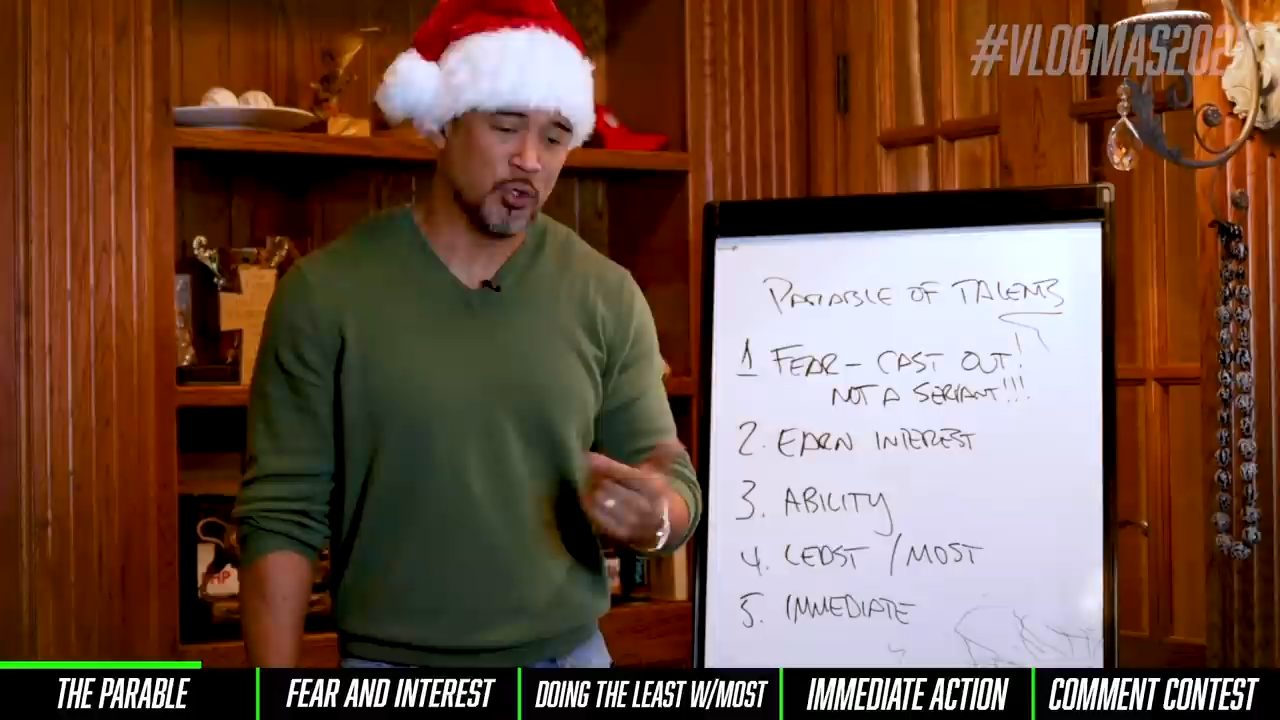 #VLOGMAS202
PARABLE OF TALENTS
1 FEAR - CAST OUT!
NOT A SERVANT!!!
2. EARN INTEREST
3. ABILITY
4. LEAST / MOST
5. IMMEDIATE
THE PARABLE
FEAR AND INTEREST
DOING THE LEAST W/MOST
IMMEDIATE ACTION
COMMENT CONTEST